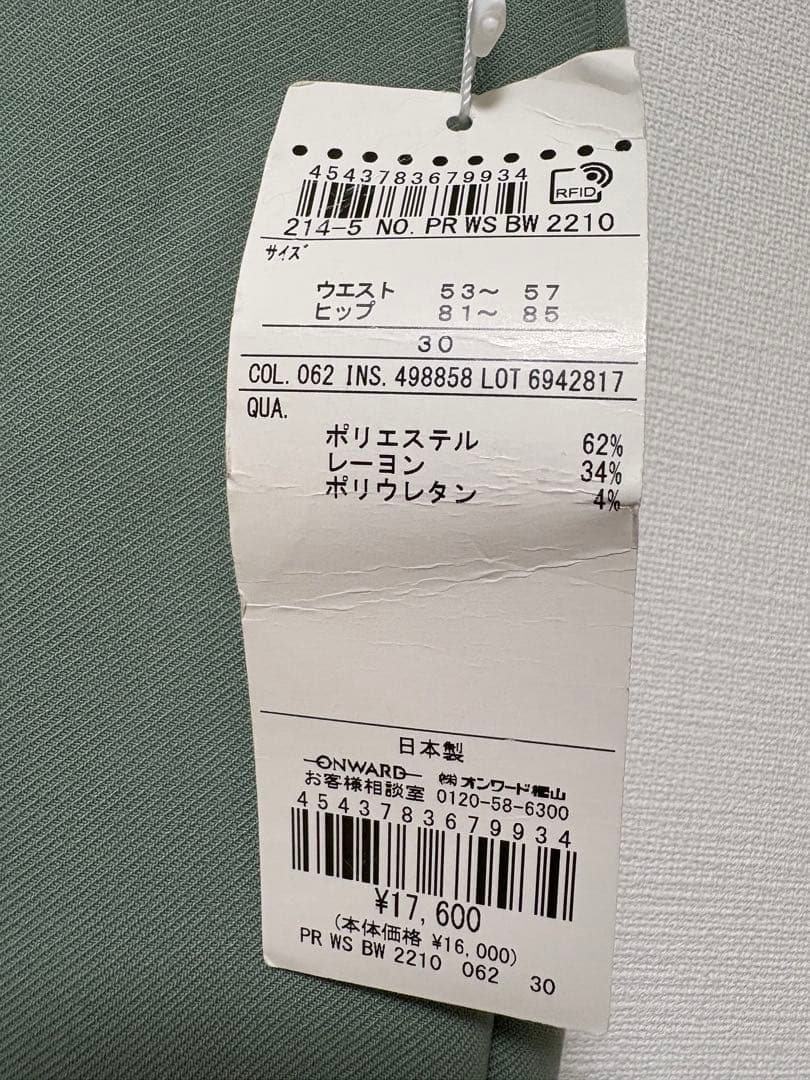 4543783679934
RFID
214-5 NO. PR WS BW 2210
サイズ
ウエスト 53～ 57
ヒップ 81～ 85
30
COL. 062 INS. 498858 LOT 6942817
QUA.
ポリエステル 62%
レーヨン 34%
ポリウレタン 4%
日本製
ONWARD ㈱オンワード樫山
お客様相談室 0120-58-6300
4543783679934
¥17,600
(本体価格 ¥16,000)
PR WS BW 2210 062 30